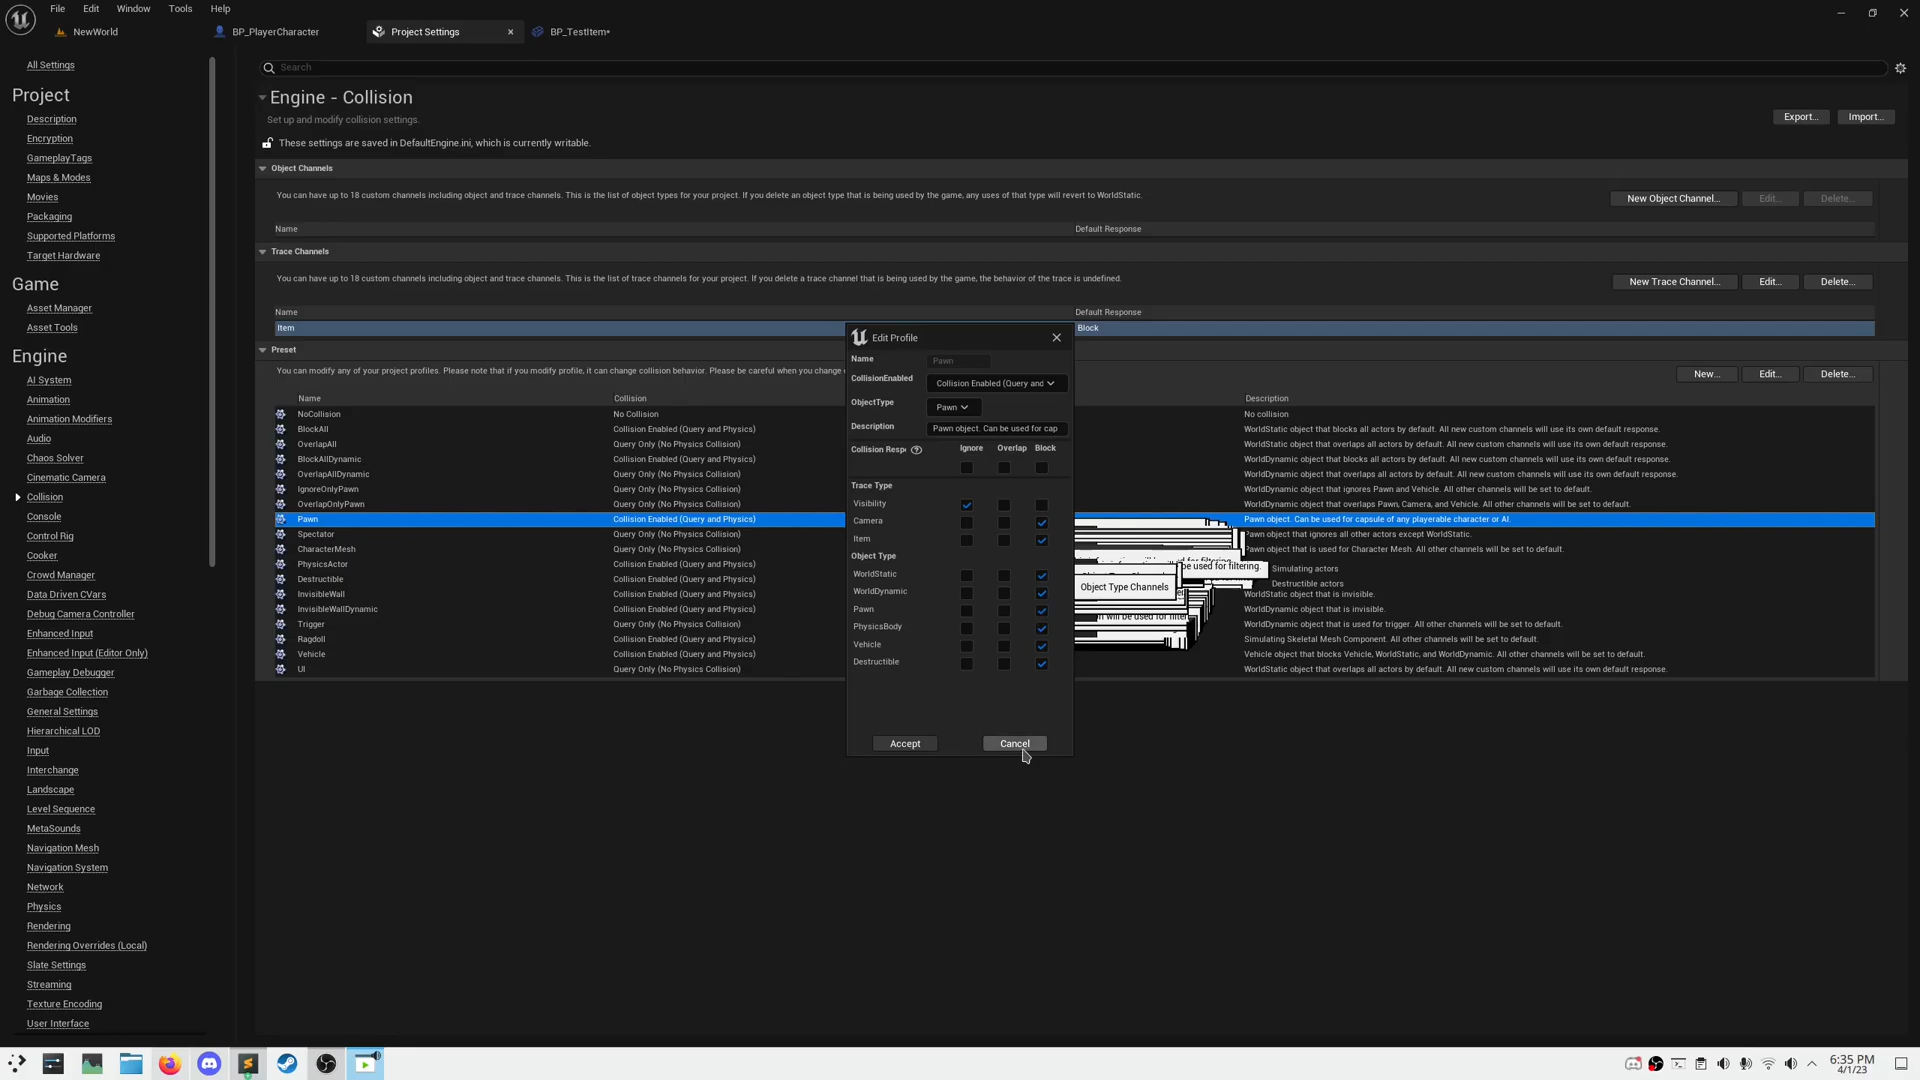 File Edit Window Tools Help
NewWorld BP_PlayerCharacter Project Settings BP_TestItem*
All Settings
Project
Description
Encryption
GameplayTags
Maps & Modes
Movies
Packaging
Supported Platforms
Target Hardware
Game
Asset Manager
Asset Tools
Engine
AI System
Animation
Animation Modifiers
Audio
Chaos Solver
Cinematic Camera
Collision
Console
Control Rig
Cooker
Crowd Manager
Data Driven CVars
Debug Camera Controller
Enhanced Input
Enhanced Input (Editor Only)
Gameplay Debugger
Garbage Collection
General Settings
Hierarchical LOD
Input
Interchange
Landscape
Level Sequence
MetaSounds
Navigation Mesh
Navigation System
Network
Physics
Rendering
Rendering Overrides (Local)
Slate Settings
Streaming
Texture Encoding
User Interface
Search
Engine - Collision
Set up and modify collision settings.
Export... Import...
These settings are saved in DefaultEngine.ini, which is currently writable.
Object Channels
You can have up to 18 custom channels including object and trace channels. This is the list of object types for your project. If you delete an object type that is being used by the game, any uses of that type will revert to WorldStatic.
New Object Channel... Edit... Delete...
Name Default Response
Trace Channels
You can have up to 18 custom channels including object and trace channels. This is the list of trace channels for your project. If you delete a trace channel that is being used by the game, the behavior of the trace is undefined.
New Trace Channel... Edit... Delete...
Name Default Response
Item Block
Preset
You can modify any of your project profiles. Please note that if you modify profile, it can change collision behavior. Please be careful when you change
New... Edit... Delete...
Name Collision Description
NoCollision No Collision No collision
BlockAll Collision Enabled (Query and Physics) WorldStatic object that blocks all actors by default. All new custom channels will use its own default response.
OverlapAll Query Only (No Physics Collision) WorldStatic object that overlaps all actors by default. All new custom channels will use its own default response.
BlockAllDynamic Collision Enabled (Query and Physics) WorldDynamic object that blocks all actors by default. All new custom channels will use its own default response.
OverlapAllDynamic Query Only (No Physics Collision) WorldDynamic object that overlaps all actors by default. All new custom channels will use its own default response.
IgnoreOnlyPawn Query Only (No Physics Collision) WorldDynamic object that ignores Pawn and Vehicle. All other channels will be set to default.
OverlapOnlyPawn Query Only (No Physics Collision) WorldDynamic object that overlaps Pawn, Camera, and Vehicle. All other channels will be set to default.
Pawn Collision Enabled (Query and Physics) Pawn object. Can be used for capsule of any playerable character or AI.
Spectator Query Only (No Physics Collision) Pawn object that ignores all other actors except WorldStatic.
CharacterMesh Query Only (No Physics Collision) Pawn object that is used for Character Mesh. All other channels will be set to default.
PhysicsActor Collision Enabled (Query and Physics) Simulating actors
Destructible Collision Enabled (Query and Physics) Destructible actors
InvisibleWall Collision Enabled (Query and Physics) WorldStatic object that is invisible.
InvisibleWallDynamic Collision Enabled (Query and Physics) WorldDynamic object that is invisible.
Trigger Query Only (No Physics Collision) WorldDynamic object that is used for trigger. All other channels will be set to default.
Ragdoll Collision Enabled (Query and Physics) Simulating Skeletal Mesh Component. All other channels will be set to default.
Vehicle Collision Enabled (Query and Physics) Vehicle object that blocks Vehicle, WorldStatic, and WorldDynamic. All other channels will be set to default.
UI Query Only (No Physics Collision) WorldStatic object that overlaps all actors by default. All new custom channels will use its own default response.
Edit Profile
Name Pawn
CollisionEnabled Collision Enabled (Query and
ObjectType Pawn
Description Pawn object. Can be used for cap
Collision Resp Ignore Overlap Block
Trace Type
Visibility
Camera
Item
Object Type
WorldStatic
WorldDynamic
Pawn
PhysicsBody
Vehicle
Destructible
Accept Cancel
be used for filtering.
Object Type Channels
will be used for filter
6:35 PM
4/1/23